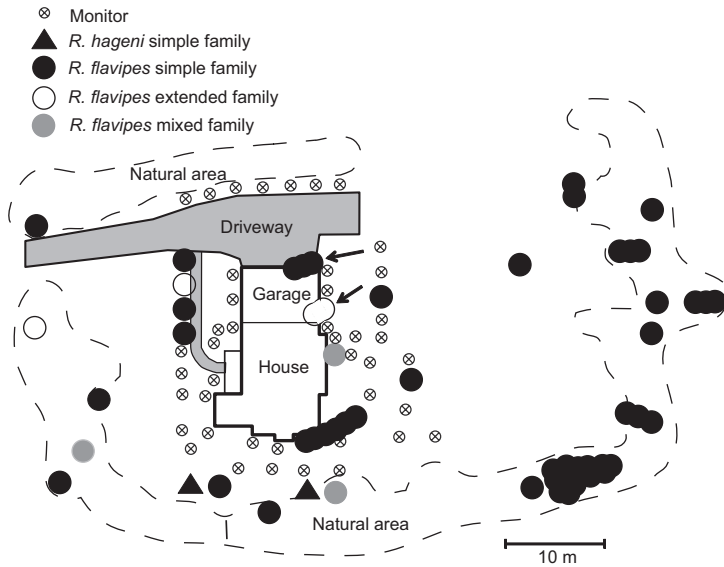 Monitor
R. hageni simple family
R. flavipes simple family
R. flavipes extended family
R. flavipes mixed family
Natural area
Driveway
Garage
House
Natural area
10 m